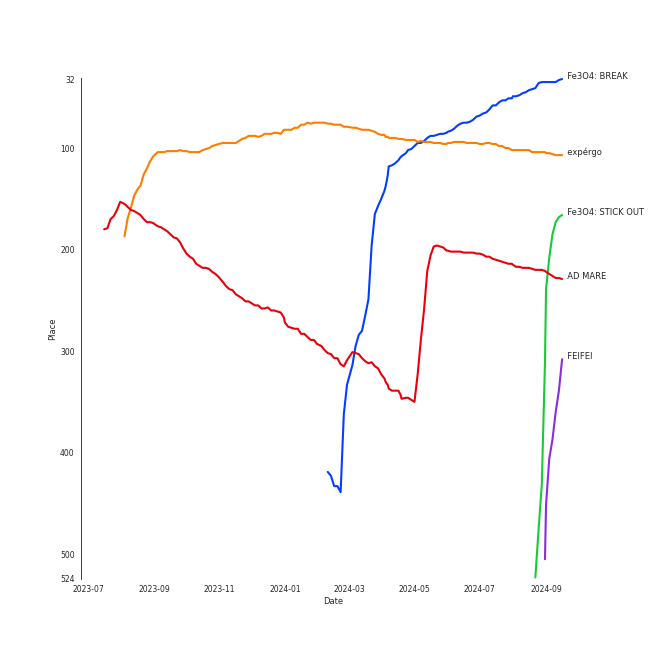 32
Fe3O4: BREAK
100
expérgo
200
Fe3O4: STICK OUT
AD MARE
300
FEIFEI
400
500
524
Place
2023-07 2023-09 2023-11 2024-01 2024-03 2024-05 2024-07 2024-09
Date